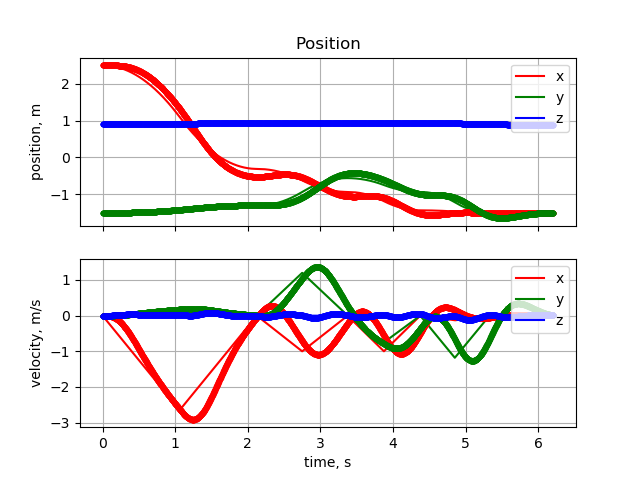 Position
position, m
2
1
0
−1
x
y
z
velocity, m/s
1
0
−1
−2
−3
x
y
z
0 1 2 3 4 5 6
time, s